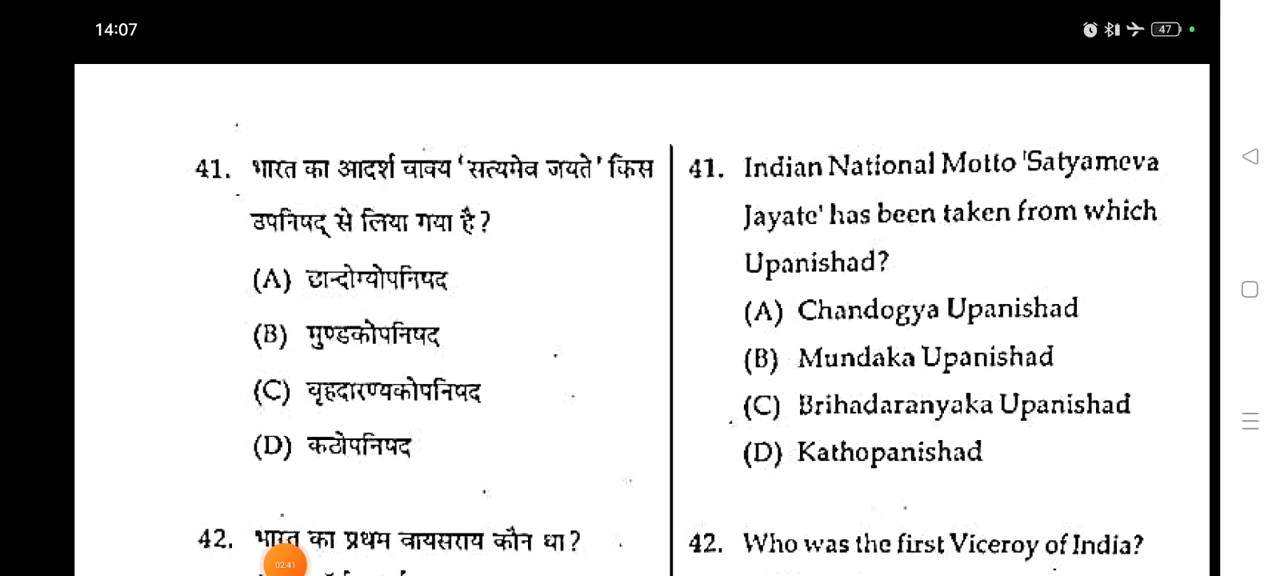 14:07
47
41. भारत का आदर्श वाक्य 'सत्यमेव जयते' किस
उपनिषद् से लिया गया है?
(A) छान्दोग्योपनिषद
(B) मुण्डकोपनिषद
(C) वृहदारण्यकोपनिषद
(D) कठोपनिषद
42. भारत का प्रथम वायसराय कौन था?
02:41
41. Indian National Motto 'Satyameva
Jayate' has been taken from which
Upanishad?
(A) Chandogya Upanishad
(B) Mundaka Upanishad
(C) Brihadaranyaka Upanishad
(D) Kathopanishad
42. Who was the first Viceroy of India?